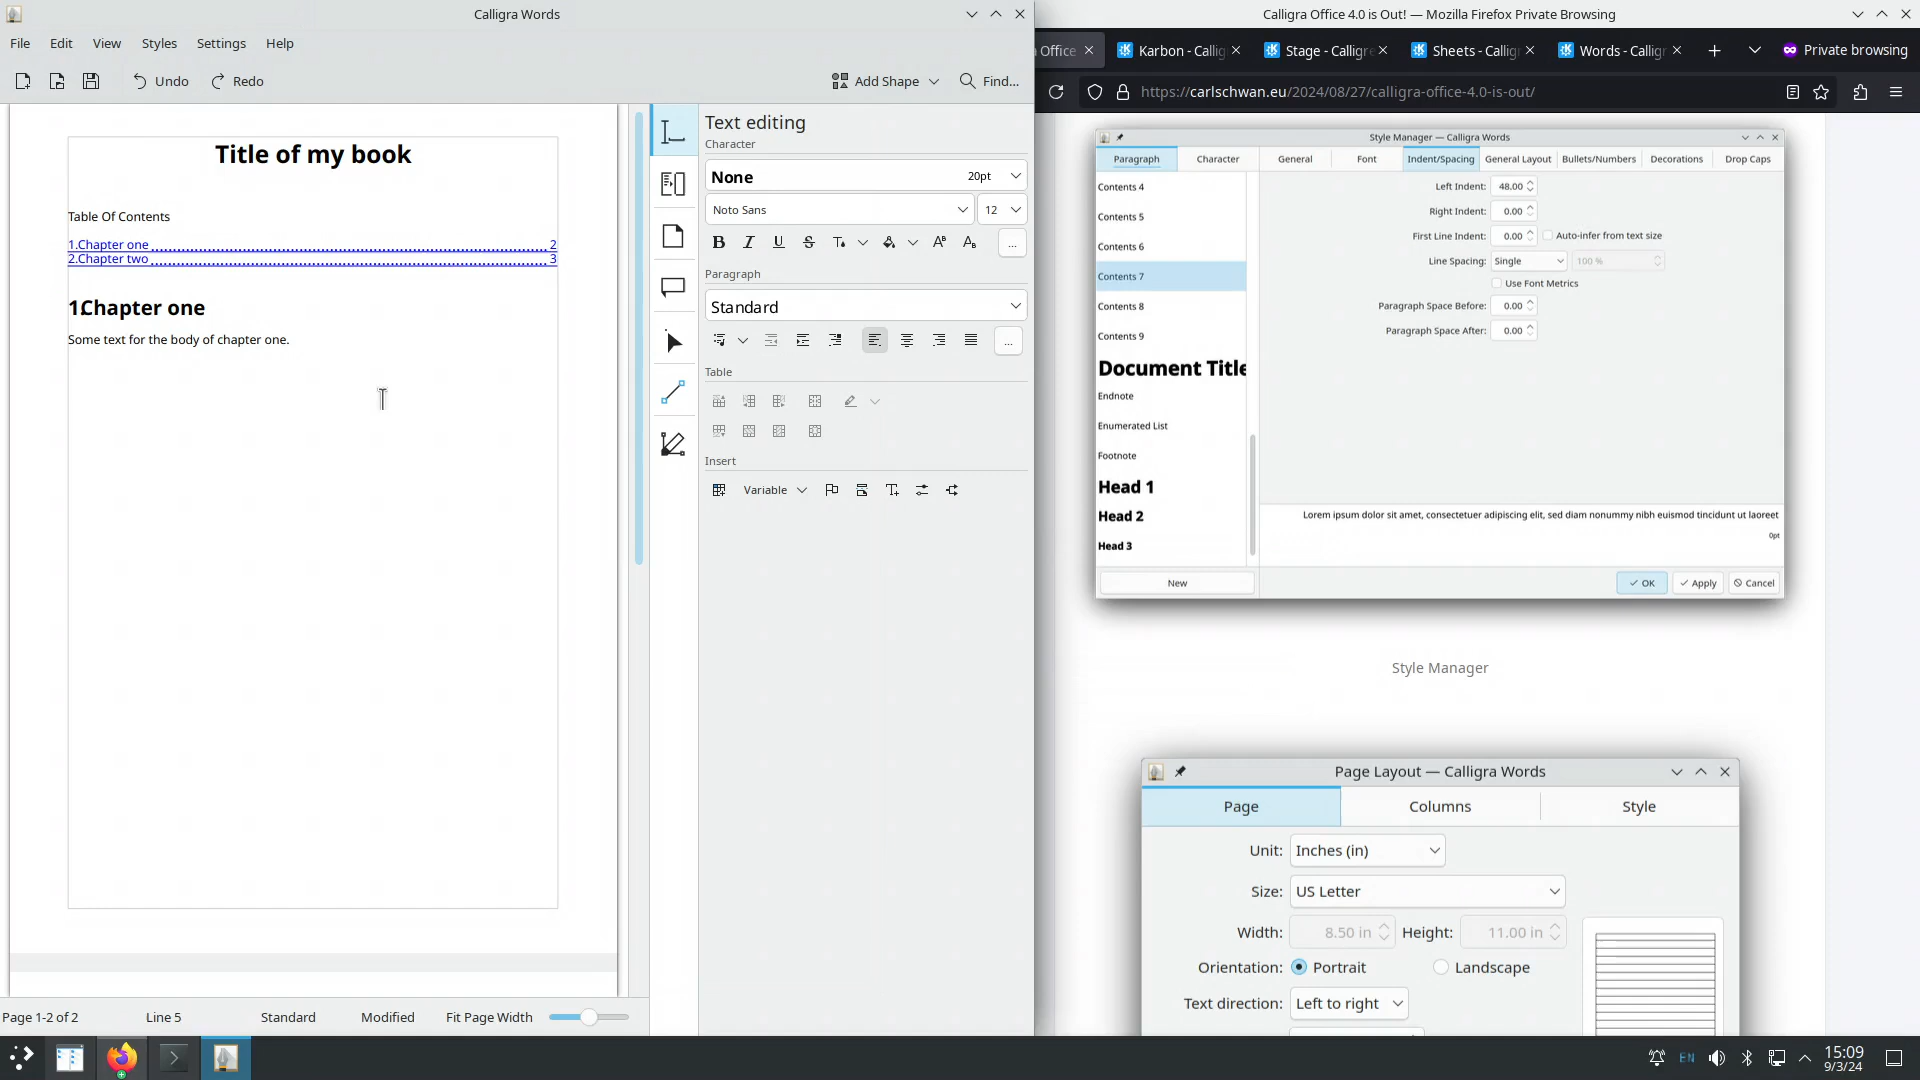 Calligra Words
File Edit View Styles Settings Help
Undo Redo Add Shape Find...
Title of my book
Table Of Contents
1.Chapter one 2
2.Chapter two 3
1.Chapter one
Some text for the body of chapter one.
Page 1-2 of 2 Line 5 Standard Modified Fit Page Width
Text editing
Character
None 20pt
Noto Sans 12
B I U S
...
Paragraph
Standard
...
Table
Insert
Variable
Calligra Office 4.0 is Out! — Mozilla Firefox Private Browsing
Office Karbon - Callig Stage - Calligre Sheets - Callig Words - Calligr Private browsing
https://carlschwan.eu/2024/08/27/calligra-office-4.0-is-out/
Style Manager — Calligra Words
Paragraph Character General Font Indent/Spacing General Layout Bullets/Numbers Decorations Drop Caps
Contents 4
Contents 5
Contents 6
Contents 7
Contents 8
Contents 9
Document Title
Endnote
Enumerated List
Footnote
Head 1
Head 2
Head 3
New
Left Indent: 48.00
Right Indent: 0.00
First Line Indent: 0.00 Auto-infer from text size
Line Spacing: Single 100 %
Use Font Metrics
Paragraph Space Before: 0.00
Paragraph Space After: 0.00
Lorem ipsum dolor sit amet, consectetuer adipiscing elit, sed diam nonummy nibh euismod tincidunt ut laoreet
0pt
OK Apply Cancel
Style Manager
Page Layout — Calligra Words
Page Columns Style
Unit: Inches (in)
Size: US Letter
Width: 8.50 in Height: 11.00 in
Orientation: Portrait Landscape
Text direction: Left to right
EN 15:09
9/3/24